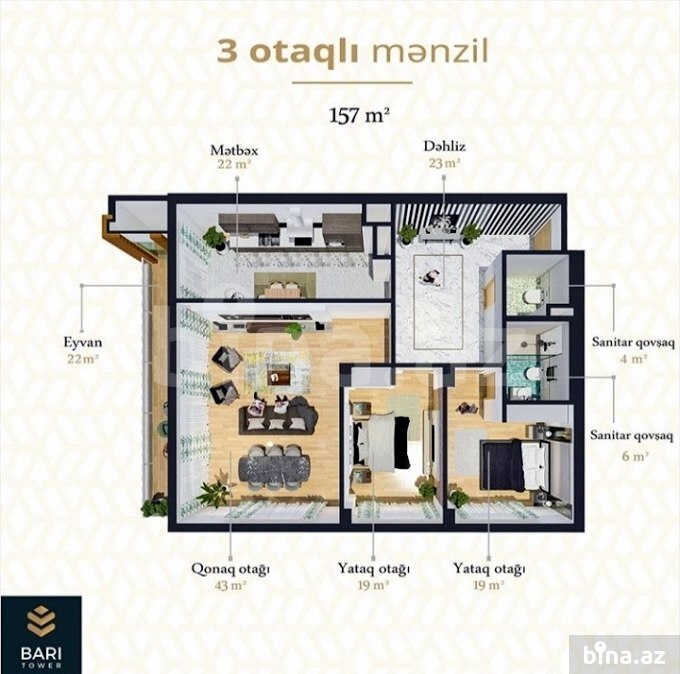 3 otaqlı mənzil
157 m²
Mətbəx
22 m²
Dəhliz
23 m²
Eyvan
22 m²
Sanitar qovşaq
4 m²
Sanitar qovşaq
6 m²
Qonaq otağı
43 m²
Yataq otağı
19 m²
Yataq otağı
19 m²
BARI
TOWER
bina.az
bina.az